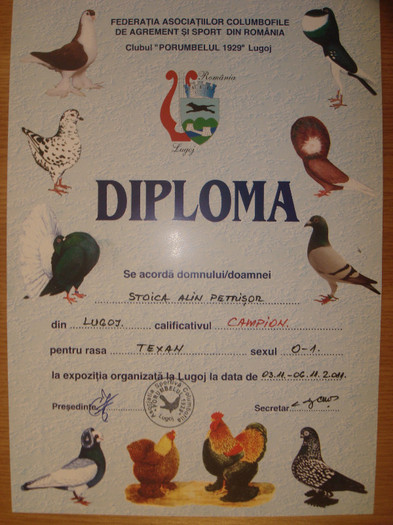 FEDERAȚIA ASOCIAȚIILOR COLUMBOFILE
DE AGREMENT ȘI SPORT DIN ROMÂNIA
Clubul "PORUMBELUL 1929" Lugoj
România
Lugoj
DIPLOMA
Se acordă domnului/doamnei
STOICA ALIN PETRIȘOR
din LUGOJ. calificativul CAMPION.
pentru rasa TEXAN sexul 0-1.
la expoziția organizată la Lugoj la data de 03.11-06.11.2011.
Președinte Secretar